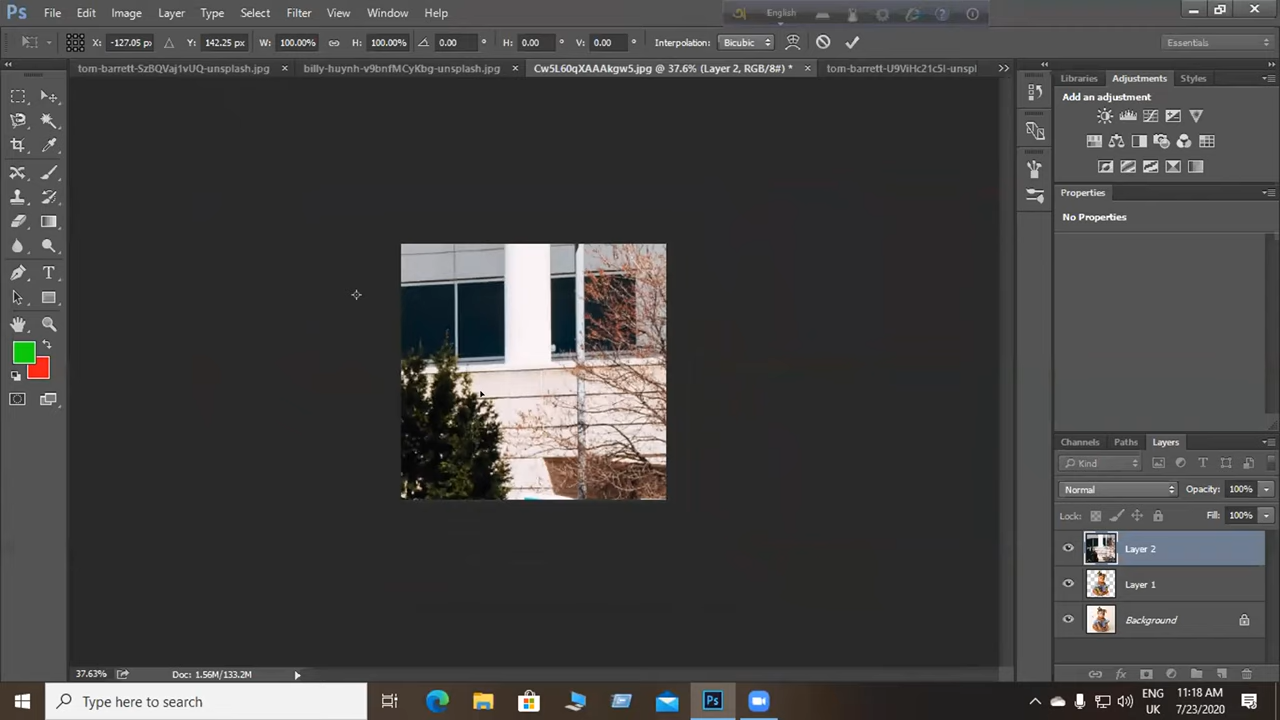 Ps File Edit Image Layer Type Select Filter View Window Help
English
X: -127.05 px Y: 142.25 px W: 100.00% H: 100.00% 0.00 ° H: 0.00 ° V: 0.00 ° Interpolation: Bicubic
Essentials
tom-barrett-SzBQVaj1vUQ-unsplash.jpg × billy-huynh-v9bnfMCyKbg-unsplash.jpg × Cw5L60qXAAAkgw5.jpg @ 37.6% (Layer 2, RGB/8#) * × tom-barrett-U9ViHc21c5I-unspl
Libraries Adjustments Styles
Add an adjustment
Properties
No Properties
Channels Paths Layers
Kind
Normal Opacity: 100%
Lock: Fill: 100%
Layer 2
Layer 1
Background
37.63% Doc: 1.56M/133.2M
Type here to search
Ps
ENG 11:18 AM
UK 7/23/2020